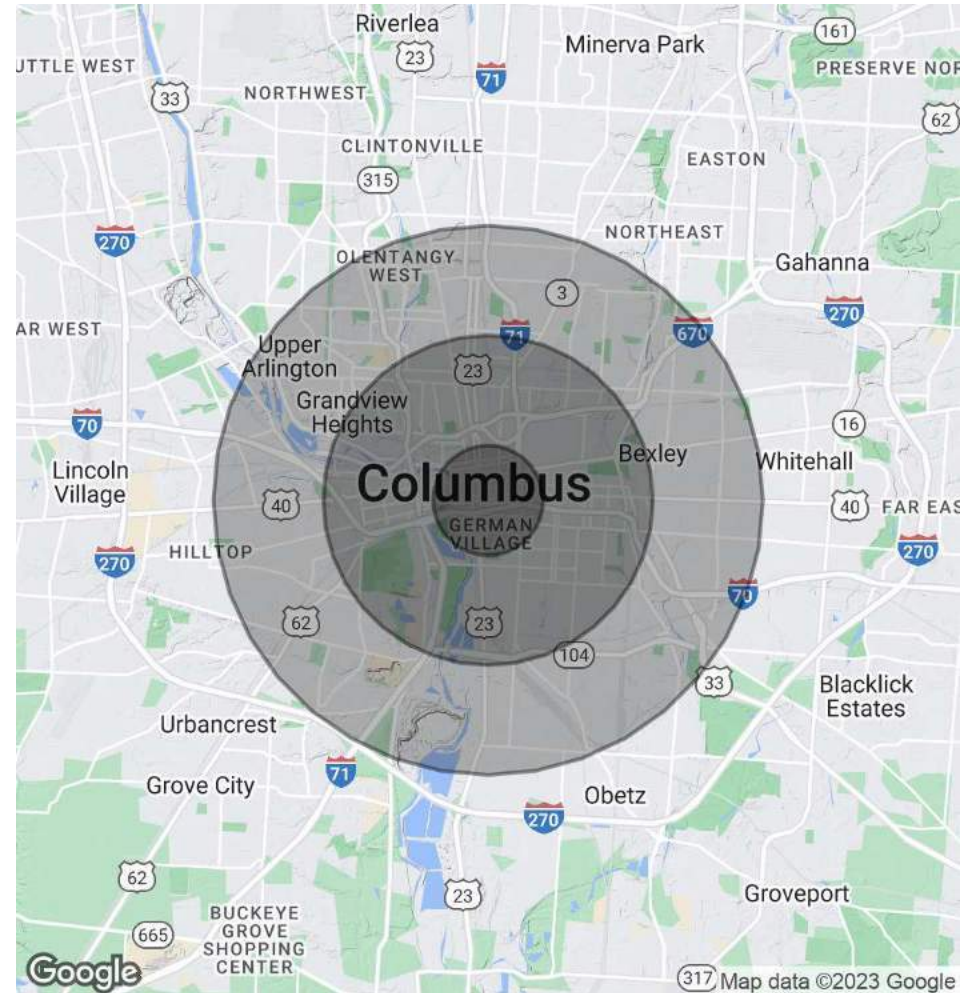 Riverlea
23
161
Minerva Park
71
UTTLE WEST
PRESERVE NOR
33
NORTHWEST
62
CLINTONVILLE
EASTON
315
NORTHEAST
270
OLENTANGY
WEST
Gahanna
3
270
AR WEST
670
71
Upper
Arlington
23
Grandview
Heights
70
16
Bexley
Whitehall
Lincoln
Village
Columbus
40
40
FAR EAS
GERMAN
VILLAGE
HILLTOP
270
270
70
62
23
104
33
Blacklick
Estates
Urbancrest
71
Grove City
Obetz
270
62
23
Groveport
BUCKEYE
GROVE
SHOPPING
CENTER
665
Google
317
Map data ©2023 Google